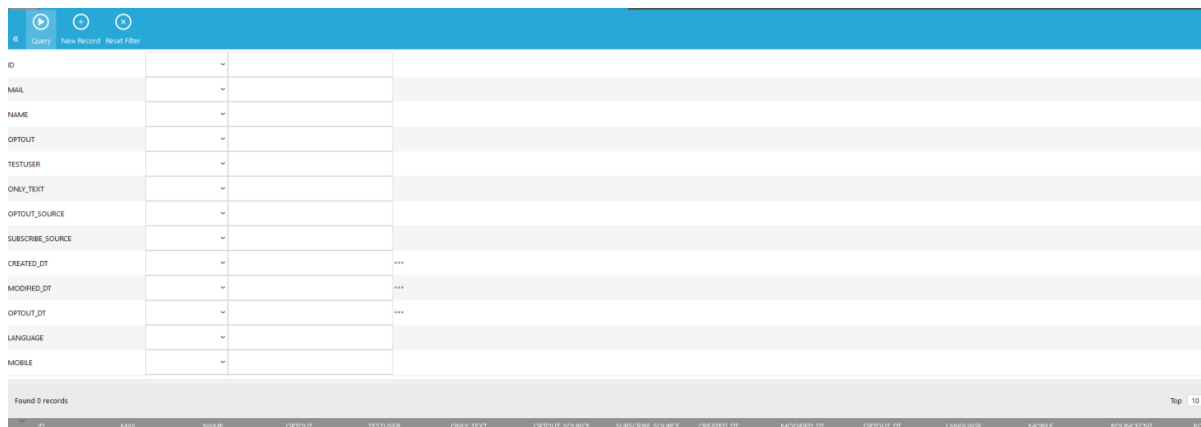 «
Query New Record Reset Filter
ID
MAIL
NAME
OPTOUT
TESTUSER
ONLY_TEXT
OPTOUT_SOURCE
SUBSCRIBE_SOURCE
CREATED_DT ***
MODIFIED_DT ***
OPTOUT_DT ***
LANGUAGE
MOBILE
Found 0 records Top 10
ID MAIL NAME OPTOUT TESTUSER ONLY_TEXT OPTOUT_SOURCE SUBSCRIBE_SOURCE CREATED_DT MODIFIED_DT OPTOUT_DT LANGUAGE MOBILE BOUNCECNT